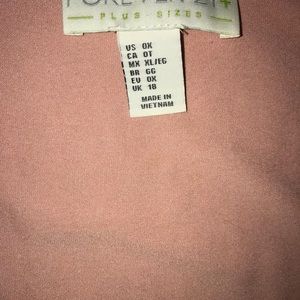 FOREVER 21+
PLUS SIZES
US 0X
CA 0T
MX XL/EG
BR GG
EU 0X
UK 18
MADE IN
VIETNAM